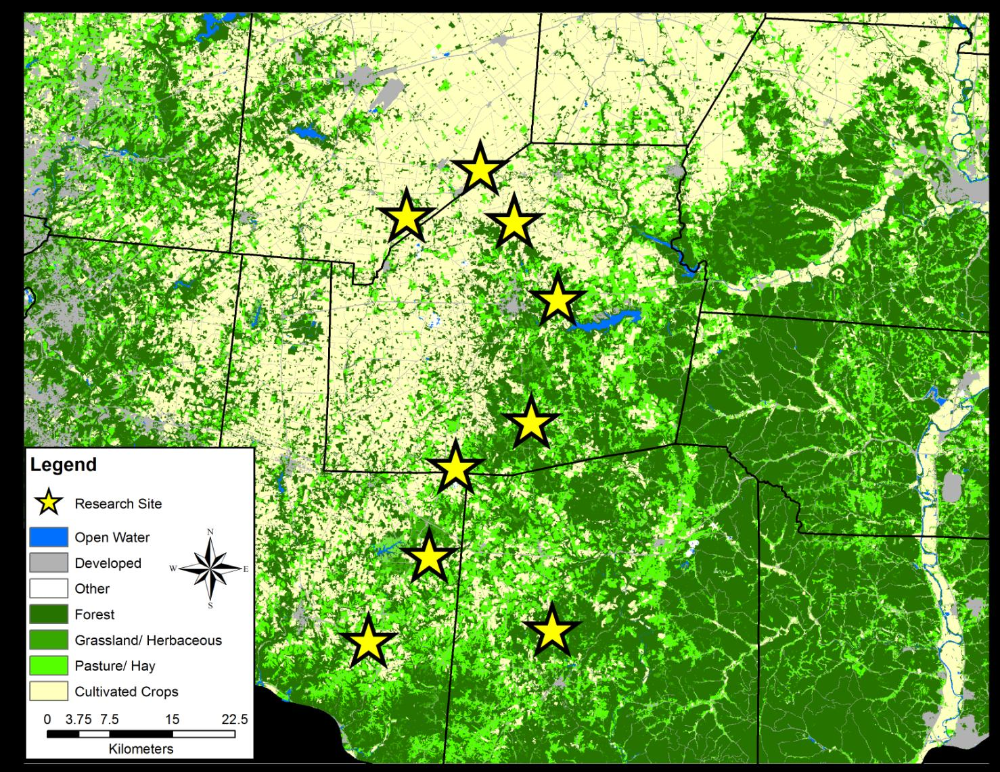 Legend
Research Site
Open Water
Developed
Other
Forest
Grassland/ Herbaceous
Pasture/ Hay
Cultivated Crops
N
W E
S
0 3.75 7.5 15 22.5
Kilometers